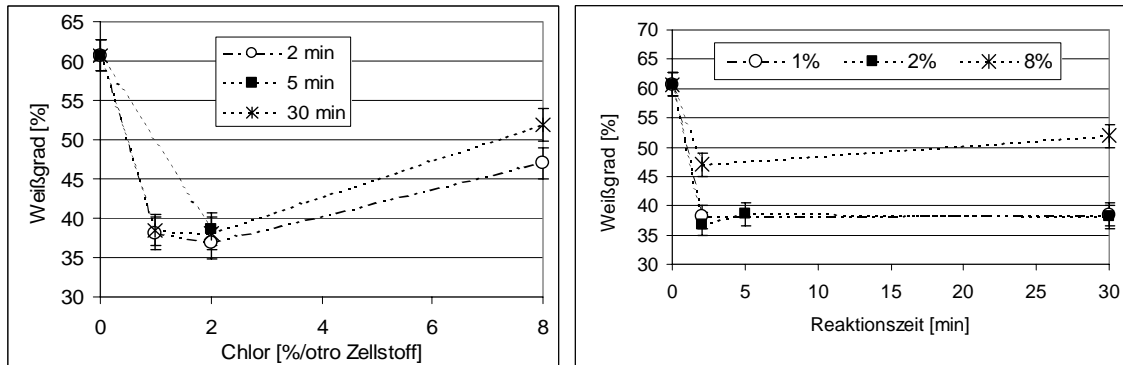 Weißgrad [%]
65
60
55
50
45
40
35
30
2 min
5 min
30 min
0 2 4 6 8
Chlor [%/otro Zellstoff]
Weißgrad [%]
70
65
60
55
50
45
40
35
30
1% 2% 8%
0 5 10 15 20 25 30
Reaktionszeit [min]